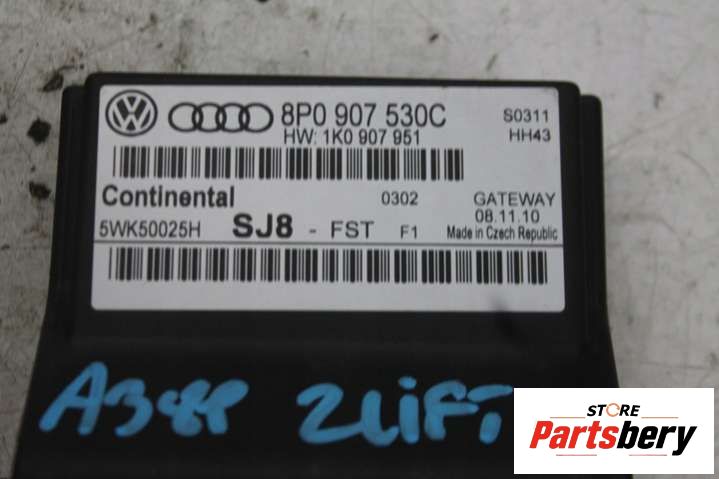 8P0 907 530C
S0311
HW: 1K0 907 951
HH43
Continental
0302
GATEWAY
08.11.10
5WK50025H SJ8 - FST F1
Made in Czech Republic
A3 8P 2LIFT
STORE
Partsbery